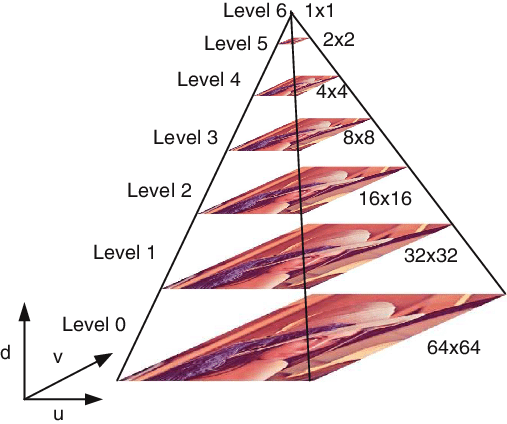 Level 6 1x1
Level 5 2x2
Level 4 4x4
Level 3 8x8
Level 2 16x16
Level 1 32x32
Level 0 64x64
d
v
u